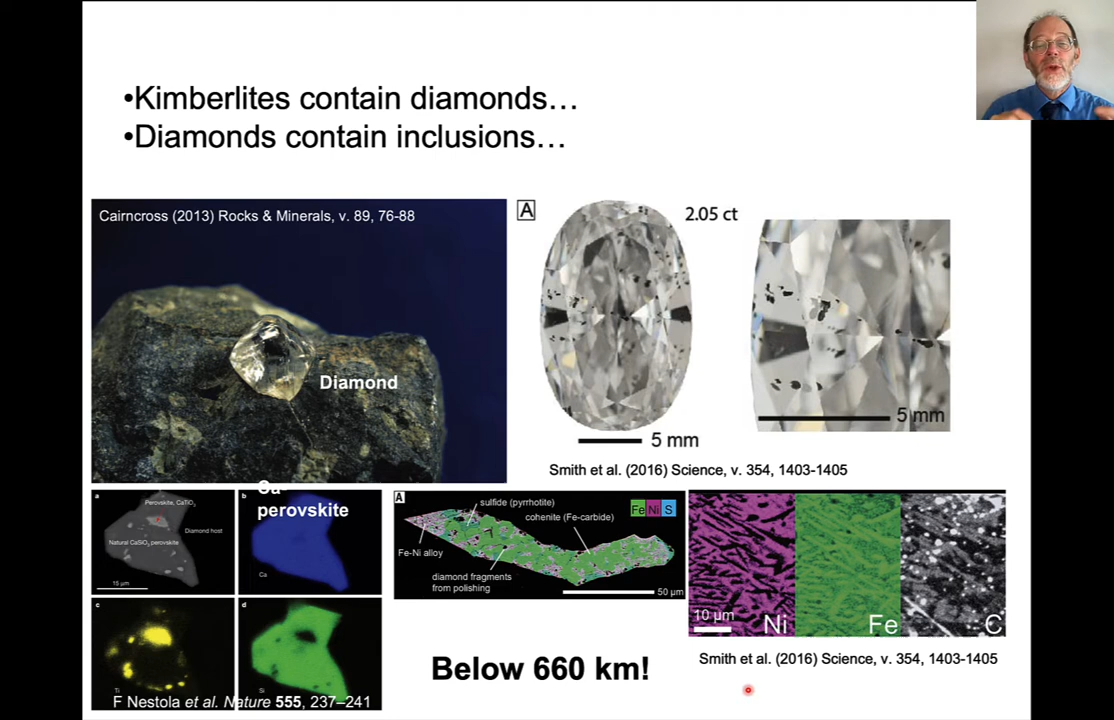 •Kimberlites contain diamonds…
•Diamonds contain inclusions…
Cairncross (2013) Rocks & Minerals, v. 89, 76-88
Diamond
A
2.05 ct
5 mm
5 mm
Smith et al. (2016) Science, v. 354, 1403-1405
a
Perovskite, CaTiO3
Diamond host
Natural CaSiO3 perovskite
15 µm
b
Ca-
perovskite
Ca
c
Ti
d
Si
F Nestola et al. Nature 555, 237–241
A
sulfide (pyrrhotite)
cohenite (Fe-carbide)
Fe Ni S
Fe-Ni alloy
diamond fragments
from polishing
50 µm
10 µm
Ni
Fe
C
Smith et al. (2016) Science, v. 354, 1403-1405
Below 660 km!